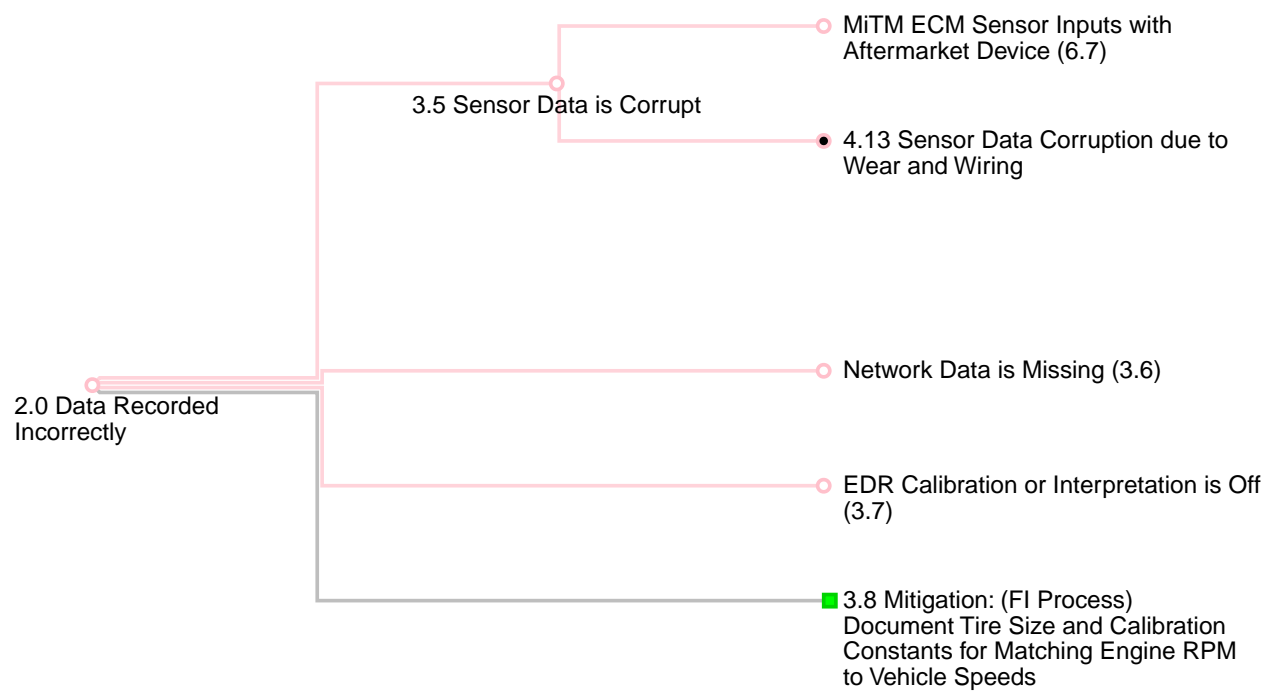 MiTM ECM Sensor Inputs with
Aftermarket Device (6.7)
3.5 Sensor Data is Corrupt
4.13 Sensor Data Corruption due to
Wear and Wiring
Network Data is Missing (3.6)
2.0 Data Recorded
Incorrectly
EDR Calibration or Interpretation is Off
(3.7)
3.8 Mitigation: (FI Process)
Document Tire Size and Calibration
Constants for Matching Engine RPM
to Vehicle Speeds